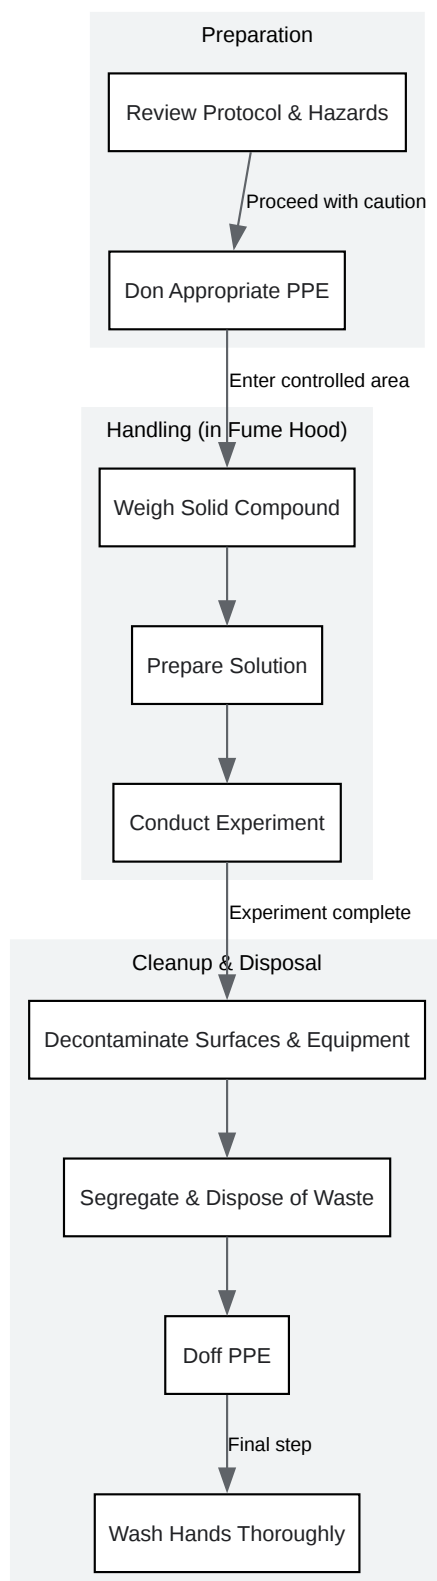 Preparation
Review Protocol & Hazards
Proceed with caution
Don Appropriate PPE
Enter controlled area
Handling (in Fume Hood)
Weigh Solid Compound
Prepare Solution
Conduct Experiment
Experiment complete
Cleanup & Disposal
Decontaminate Surfaces & Equipment
Segregate & Dispose of Waste
Doff PPE
Final step
Wash Hands Thoroughly